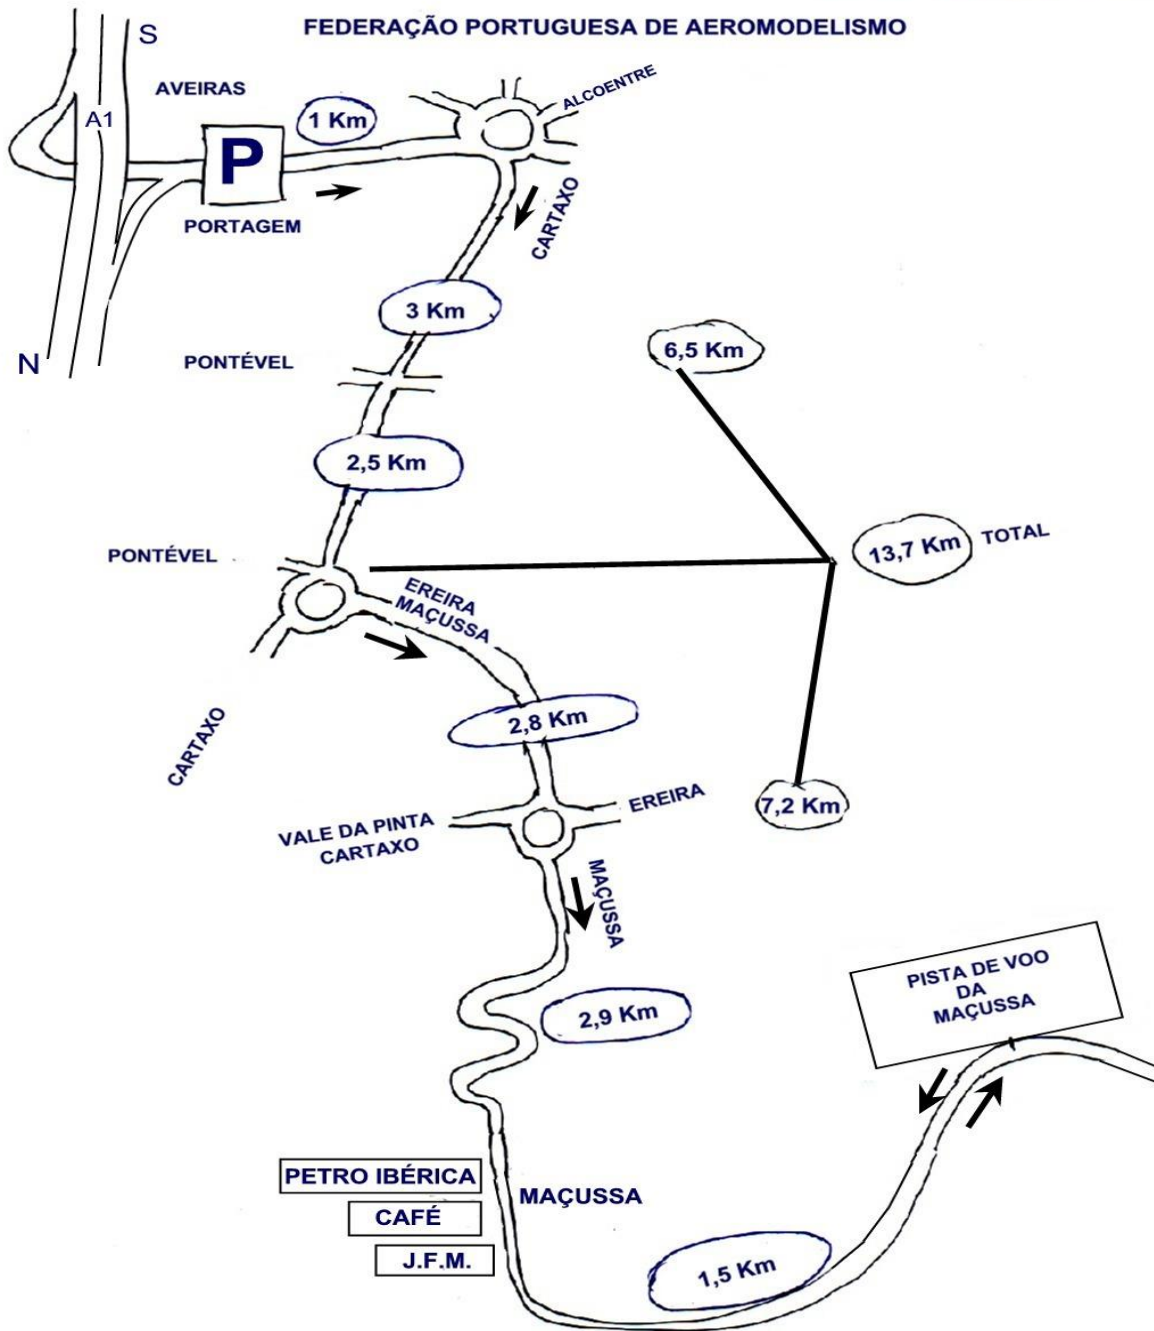 FEDERAÇÃO PORTUGUESA DE AEROMODELISMO
S
AVEIRAS
A1
P
1 Km
ALCOENTRE
PORTAGEM
CARTAXO
N
3 Km
PONTÉVEL
6,5 Km
2,5 Km
PONTÉVEL
13,7 Km
TOTAL
EREIRA
MAÇUSSA
CARTAXO
2,8 Km
7,2 Km
VALE DA PINTA
CARTAXO
EREIRA
MAÇUSSA
2,9 Km
PISTA DE VOO
DA
MAÇUSSA
PETRO IBÉRICA
CAFÉ
J.F.M.
MAÇUSSA
1,5 Km